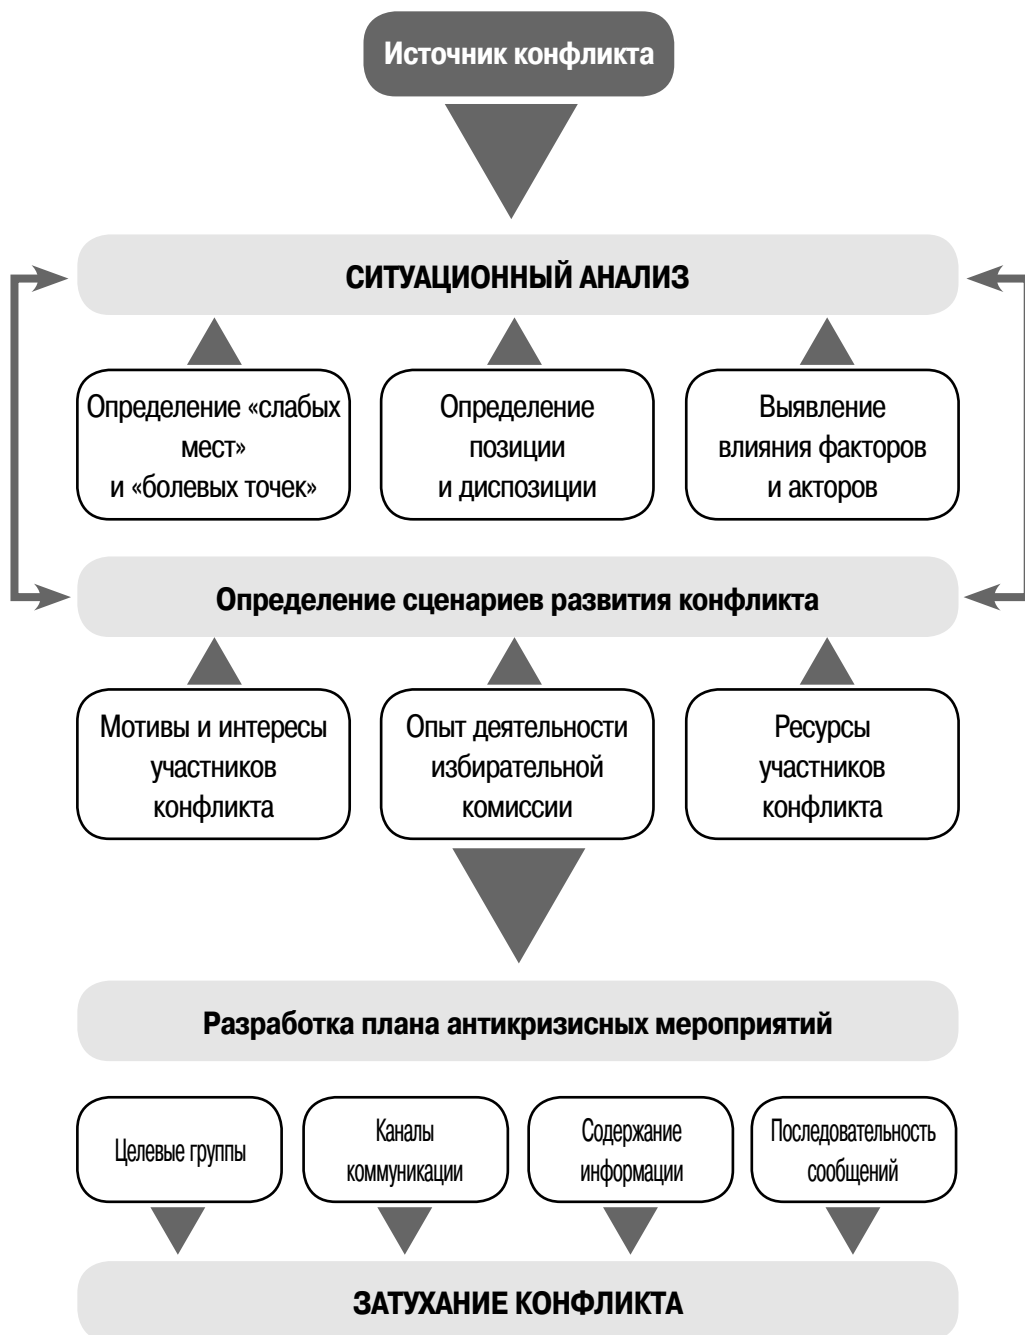 Источник конфликта
СИТУАЦИОННЫЙ АНАЛИЗ
Определение «слабых
мест»
и «болевых точек»
Определение
позиции
и диспозиции
Выявление
влияния факторов
и акторов
Определение сценариев развития конфликта
Мотивы и интересы
участников
конфликта
Опыт деятельности
избирательной
комиссии
Ресурсы
участников
конфликта
Разработка плана антикризисных мероприятий
Целевые группы
Каналы
коммуникации
Содержание
информации
Последовательность
сообщений
ЗАТУХАНИЕ КОНФЛИКТА